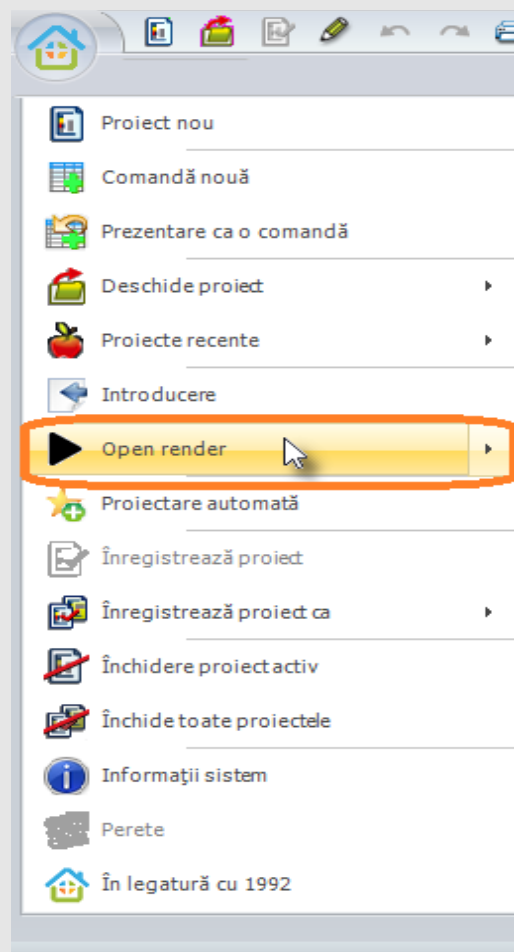 Proiect nou
Comandă nouă
Prezentare ca o comandă
Deschide proiect
Proiecte recente
Introducere
Open render
Proiectare automată
Înregistrează proiect
Înregistrează proiect ca
Închidere proiect activ
Închide toate proiectele
Informaţii sistem
Perete
În legatură cu 1992